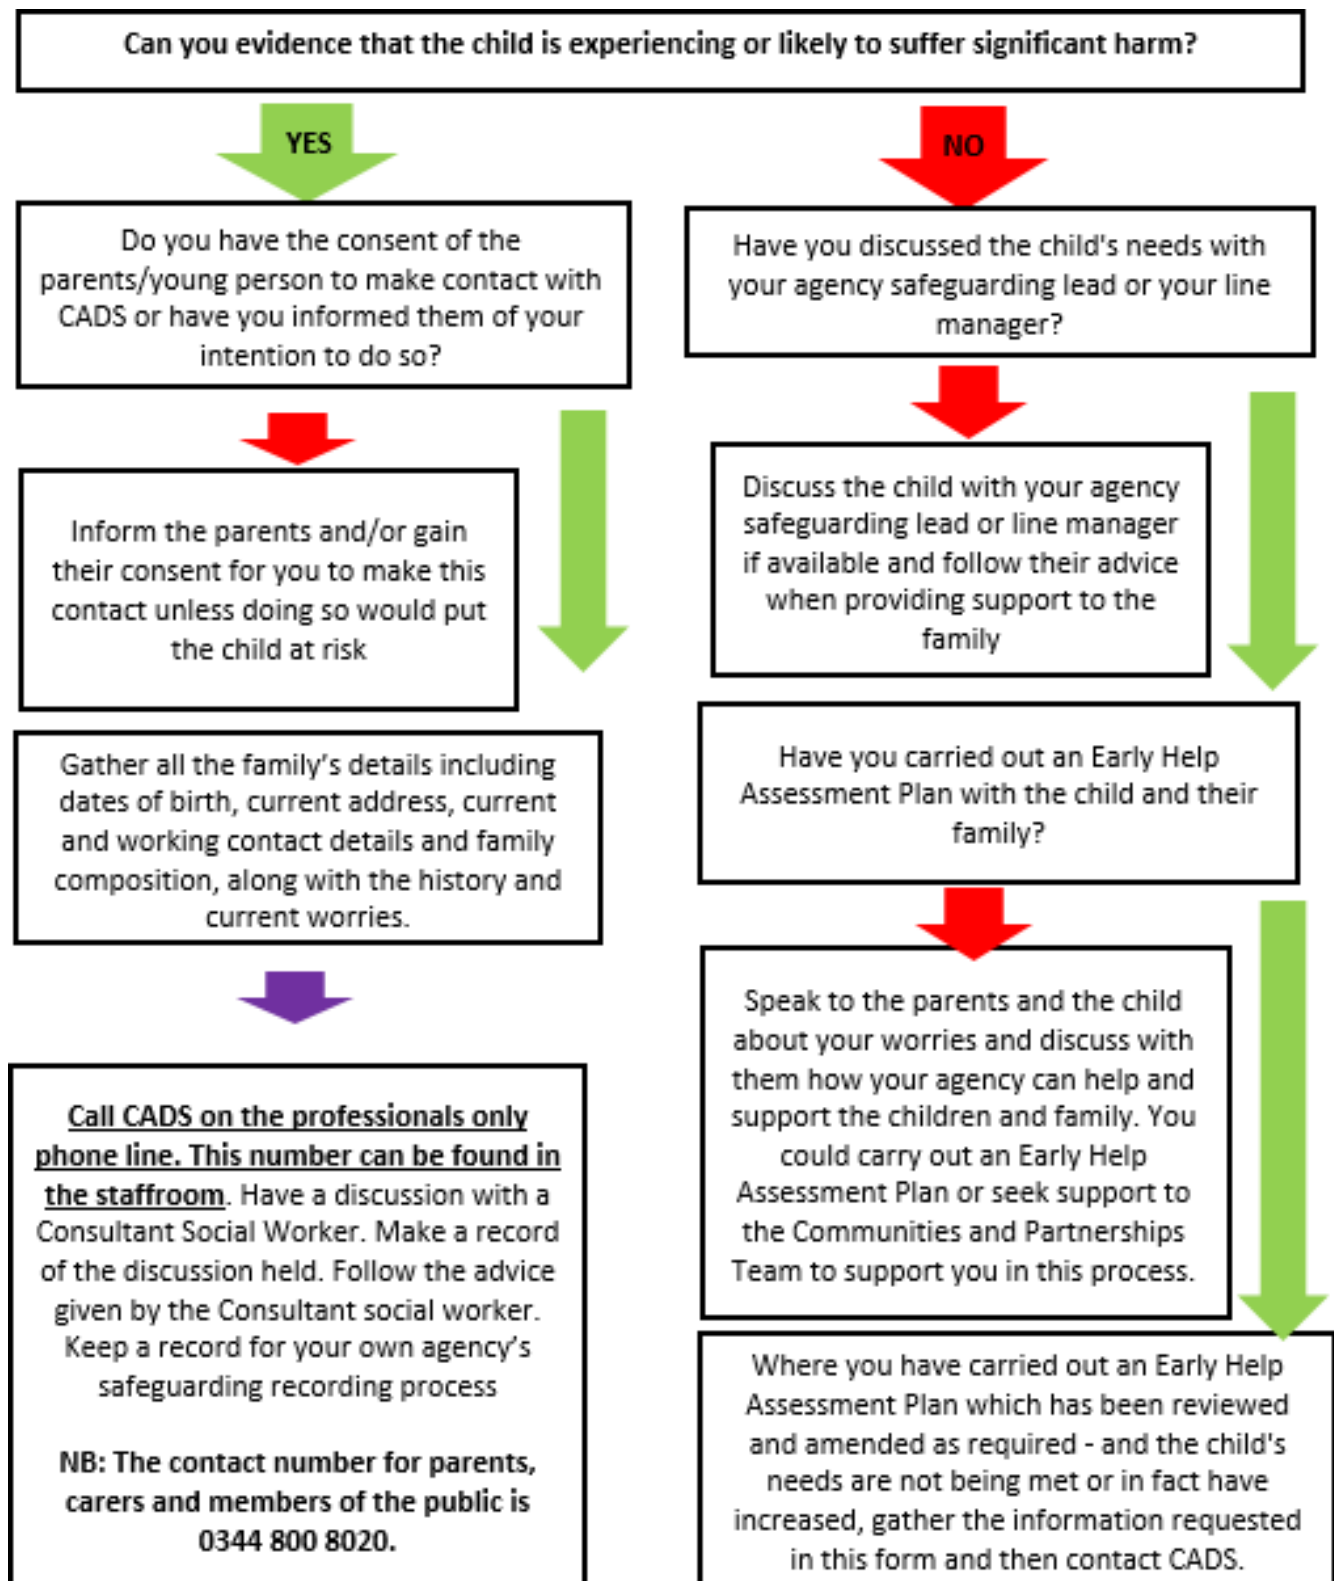 Can you evidence that the child is experiencing or likely to suffer significant harm?
YES
NO
Do you have the consent of the
parents/young person to make contact with
CADS or have you informed them of your
intention to do so?
Inform the parents and/or gain
their consent for you to make this
contact unless doing so would put
the child at risk
Gather all the family’s details including
dates of birth, current address, current
and working contact details and family
composition, along with the history and
current worries.
Call CADS on the professionals only
phone line. This number can be found in
the staffroom. Have a discussion with a
Consultant Social Worker. Make a record
of the discussion held. Follow the advice
given by the Consultant social worker.
Keep a record for your own agency’s
safeguarding recording process
NB: The contact number for parents,
carers and members of the public is
0344 800 8020.
Have you discussed the child's needs with
your agency safeguarding lead or your line
manager?
Discuss the child with your agency
safeguarding lead or line manager
if available and follow their advice
when providing support to the
family
Have you carried out an Early Help
Assessment Plan with the child and their
family?
Speak to the parents and the child
about your worries and discuss with
them how your agency can help and
support the children and family. You
could carry out an Early Help
Assessment Plan or seek support to
the Communities and Partnerships
Team to support you in this process.
Where you have carried out an Early Help
Assessment Plan which has been reviewed
and amended as required - and the child's
needs are not being met or in fact have
increased, gather the information requested
in this form and then contact CADS.